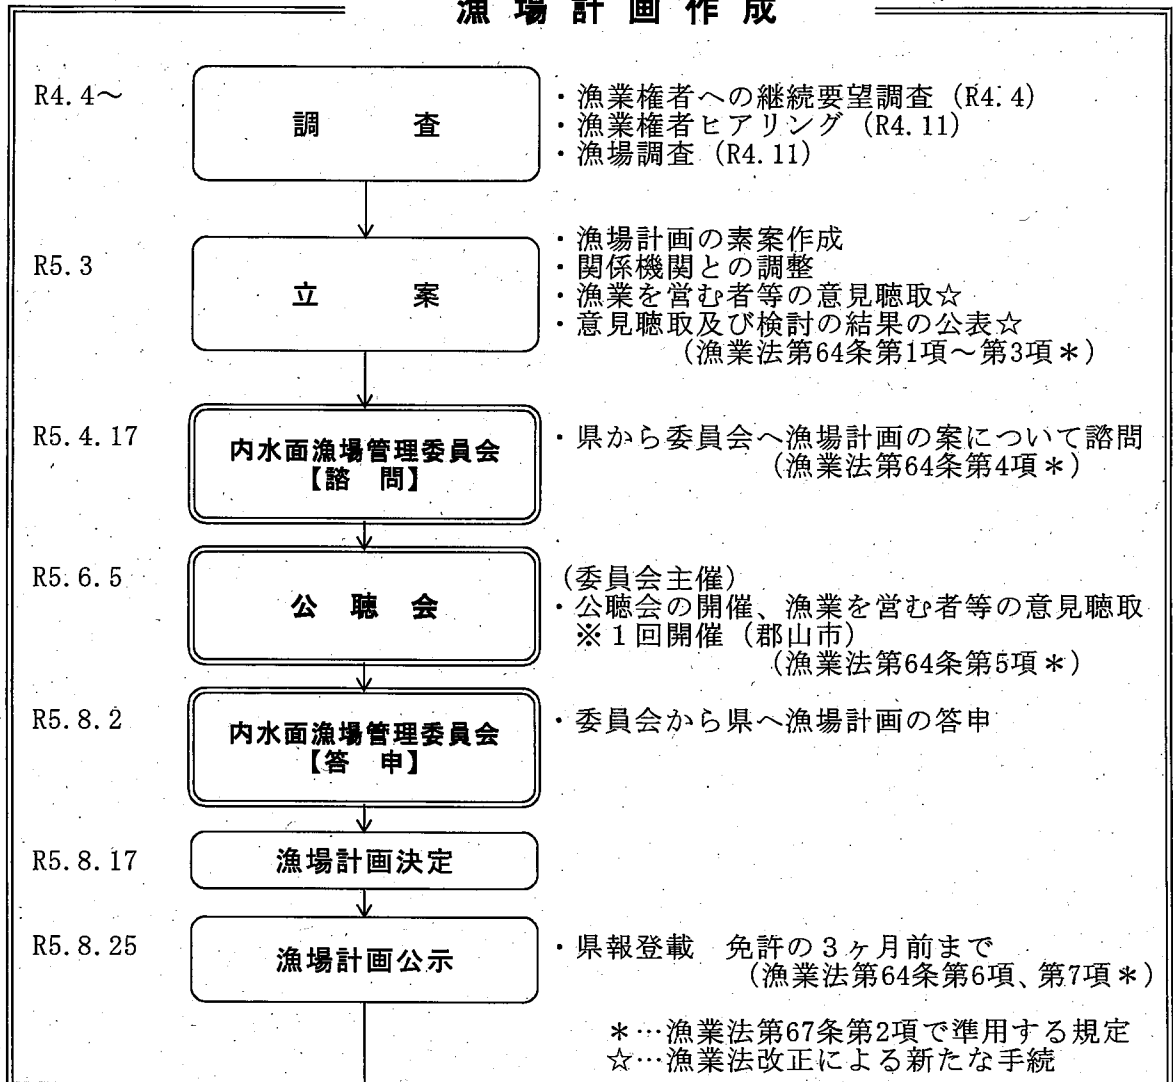 漁場計画作成
R4.4～
調　査
・漁業権者への継続要望調査（R4.4）
・漁業権者ヒアリング（R4.11）
・漁場調査（R4.11）
R5.3
立　案
・漁場計画の素案作成
・関係機関との調整
・漁業を営む者等の意見聴取☆
・意見聴取及び検討の結果の公表☆
（漁業法第64条第1項～第3項＊）
R5.4.17
内水面漁場管理委員会
【諮　問】
・県から委員会へ漁場計画の案について諮問
（漁業法第64条第4項＊）
R5.6.5
公　聴　会
（委員会主催）
・公聴会の開催、漁業を営む者等の意見聴取
※１回開催（郡山市）
（漁業法第64条第5項＊）
R5.8.2
内水面漁場管理委員会
【答　申】
・委員会から県へ漁場計画の答申
R5.8.17
漁場計画決定
R5.8.25
漁場計画公示
・県報登載　免許の３ヶ月前まで
（漁業法第64条第6項、第7項＊）
＊…漁業法第67条第2項で準用する規定
☆…漁業法改正による新たな手続